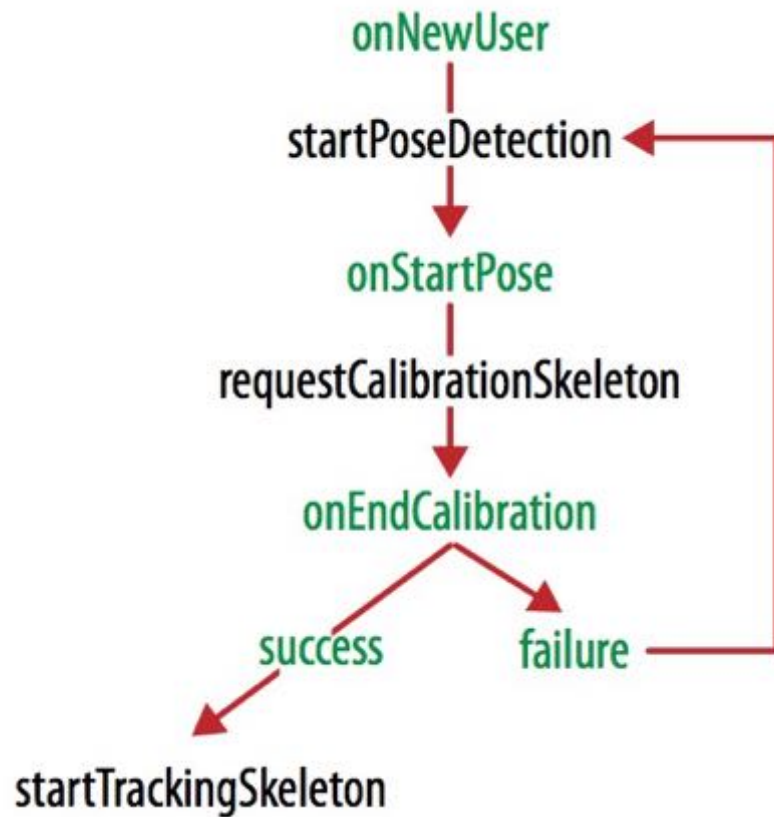 onNewUser
startPoseDetection
onStartPose
requestCalibrationSkeleton
onEndCalibration
success failure
startTrackingSkeleton